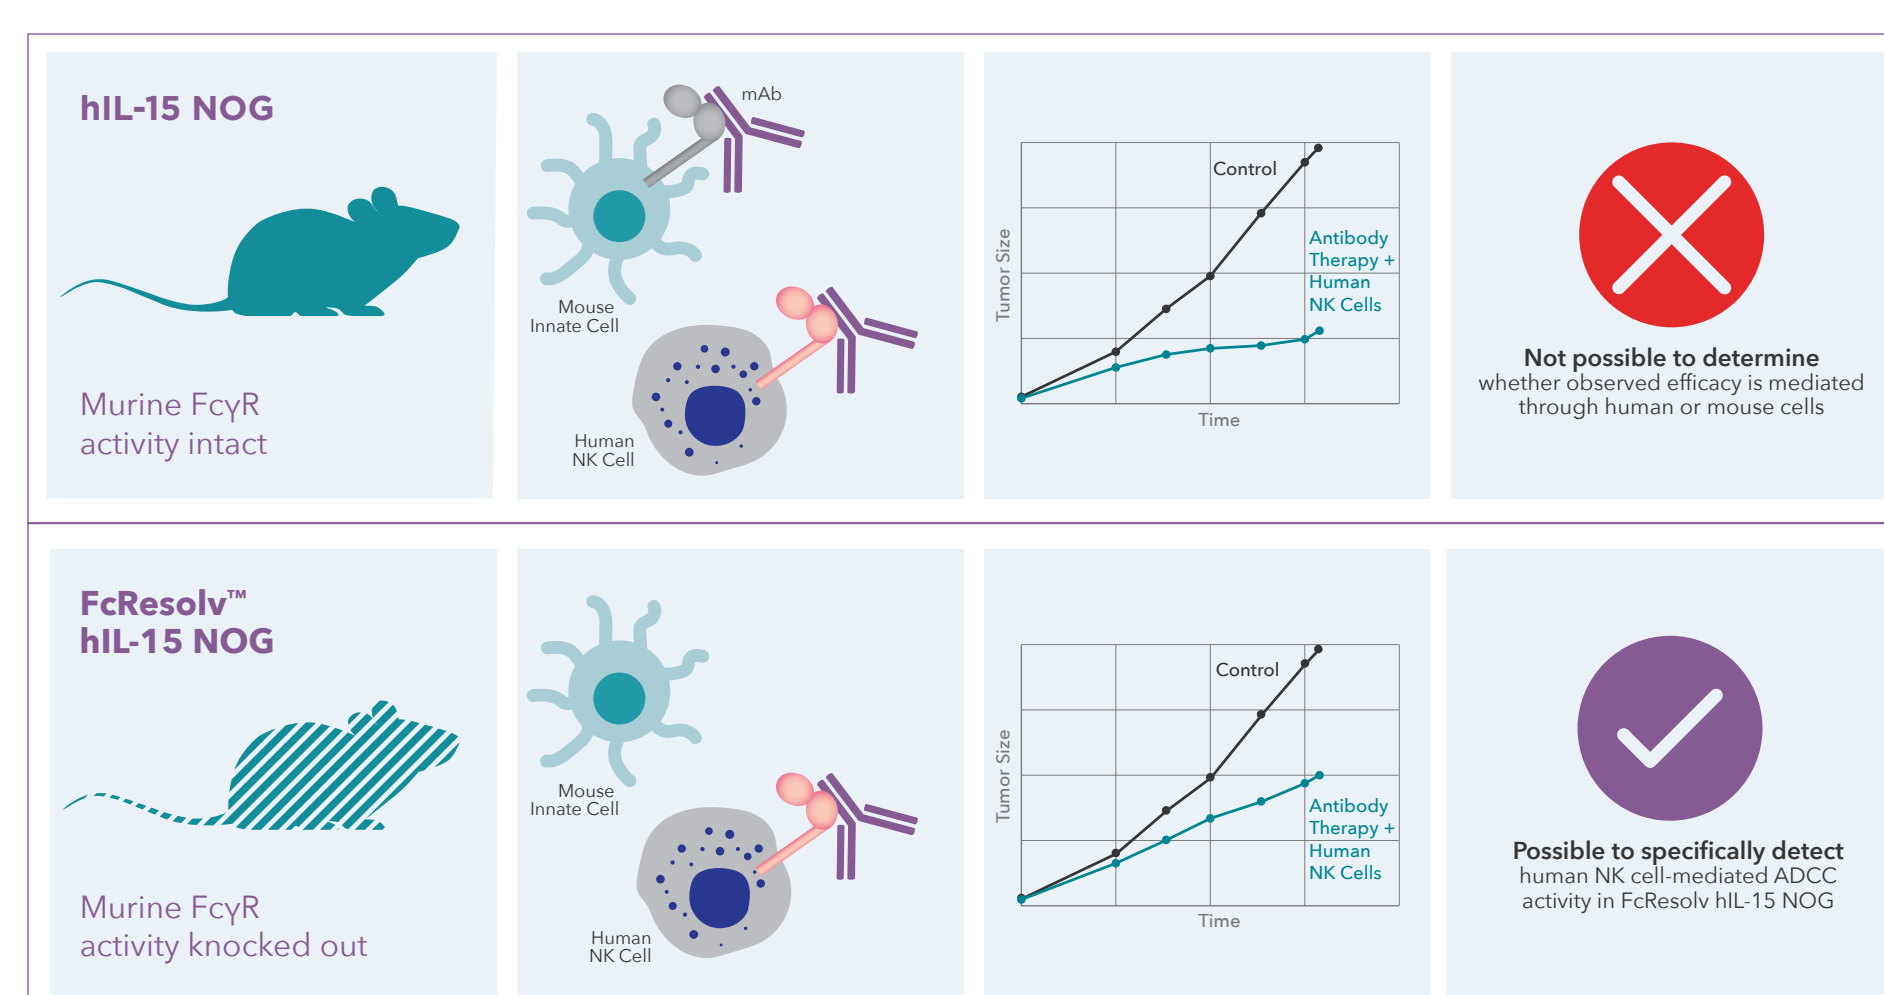 hIL-15 NOG
Murine FcγR
activity intact
mAb
Mouse
Innate Cell
Human
NK Cell
Tumor Size
Control
Antibody
Therapy +
Human
NK Cells
Time
Not possible to determine
whether observed efficacy is mediated
through human or mouse cells
FcResolv™
hIL-15 NOG
Murine FcγR
activity knocked out
Mouse
Innate Cell
Human
NK Cell
Tumor Size
Control
Antibody
Therapy +
Human
NK Cells
Time
Possible to specifically detect
human NK cell-mediated ADCC
activity in FcResolv hIL-15 NOG